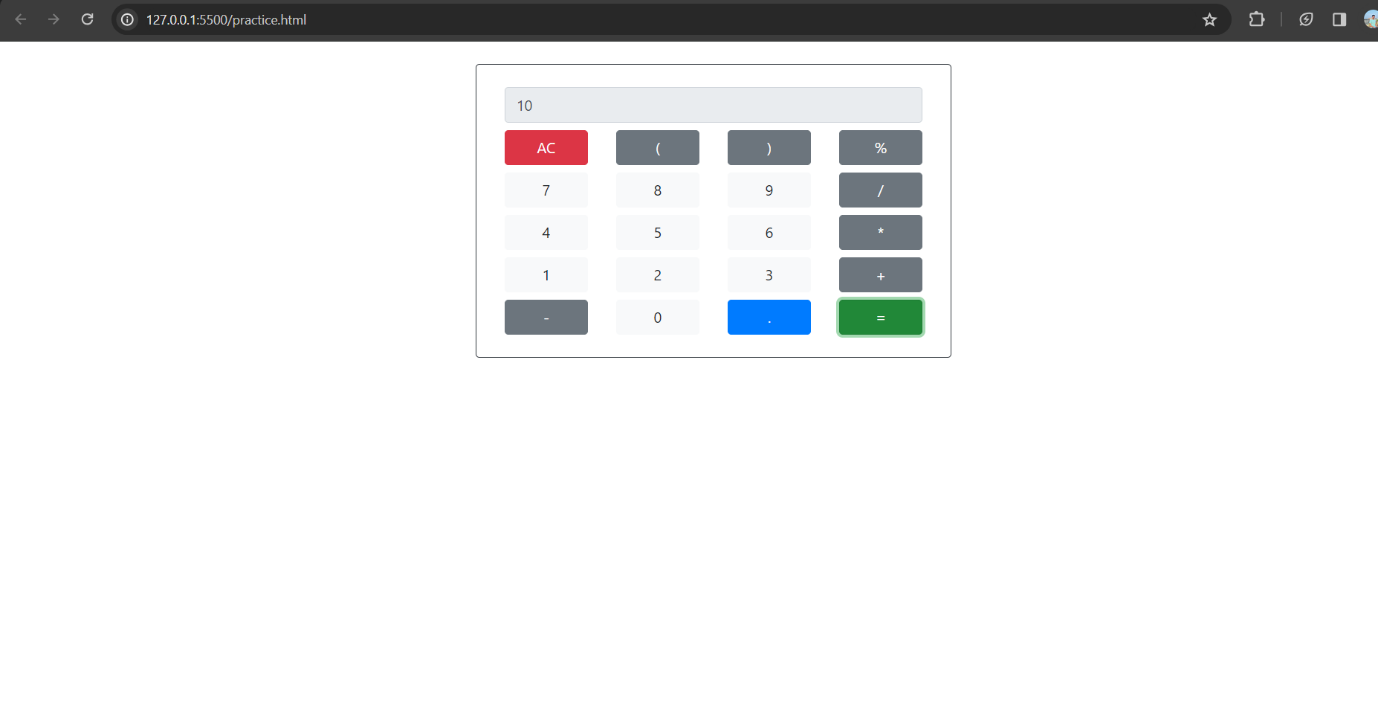 127.0.0.1:5500/practice.html
10
AC ( ) %
7 8 9 /
4 5 6 *
1 2 3 +
- 0 . =